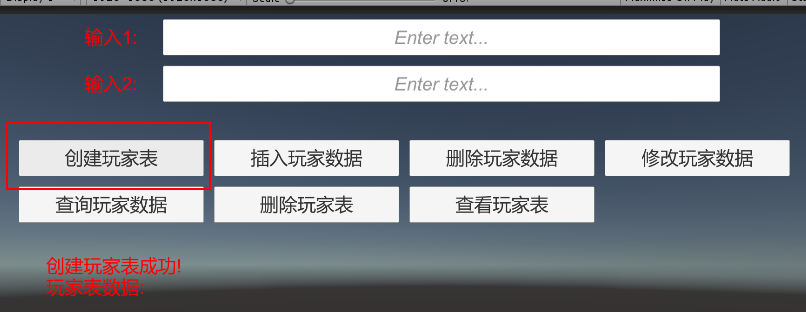 输入1:
Enter text...
输入2:
Enter text...
创建玩家表 插入玩家数据 删除玩家数据 修改玩家数据
查询玩家数据 删除玩家表 查看玩家表
创建玩家表成功!
玩家表数据: